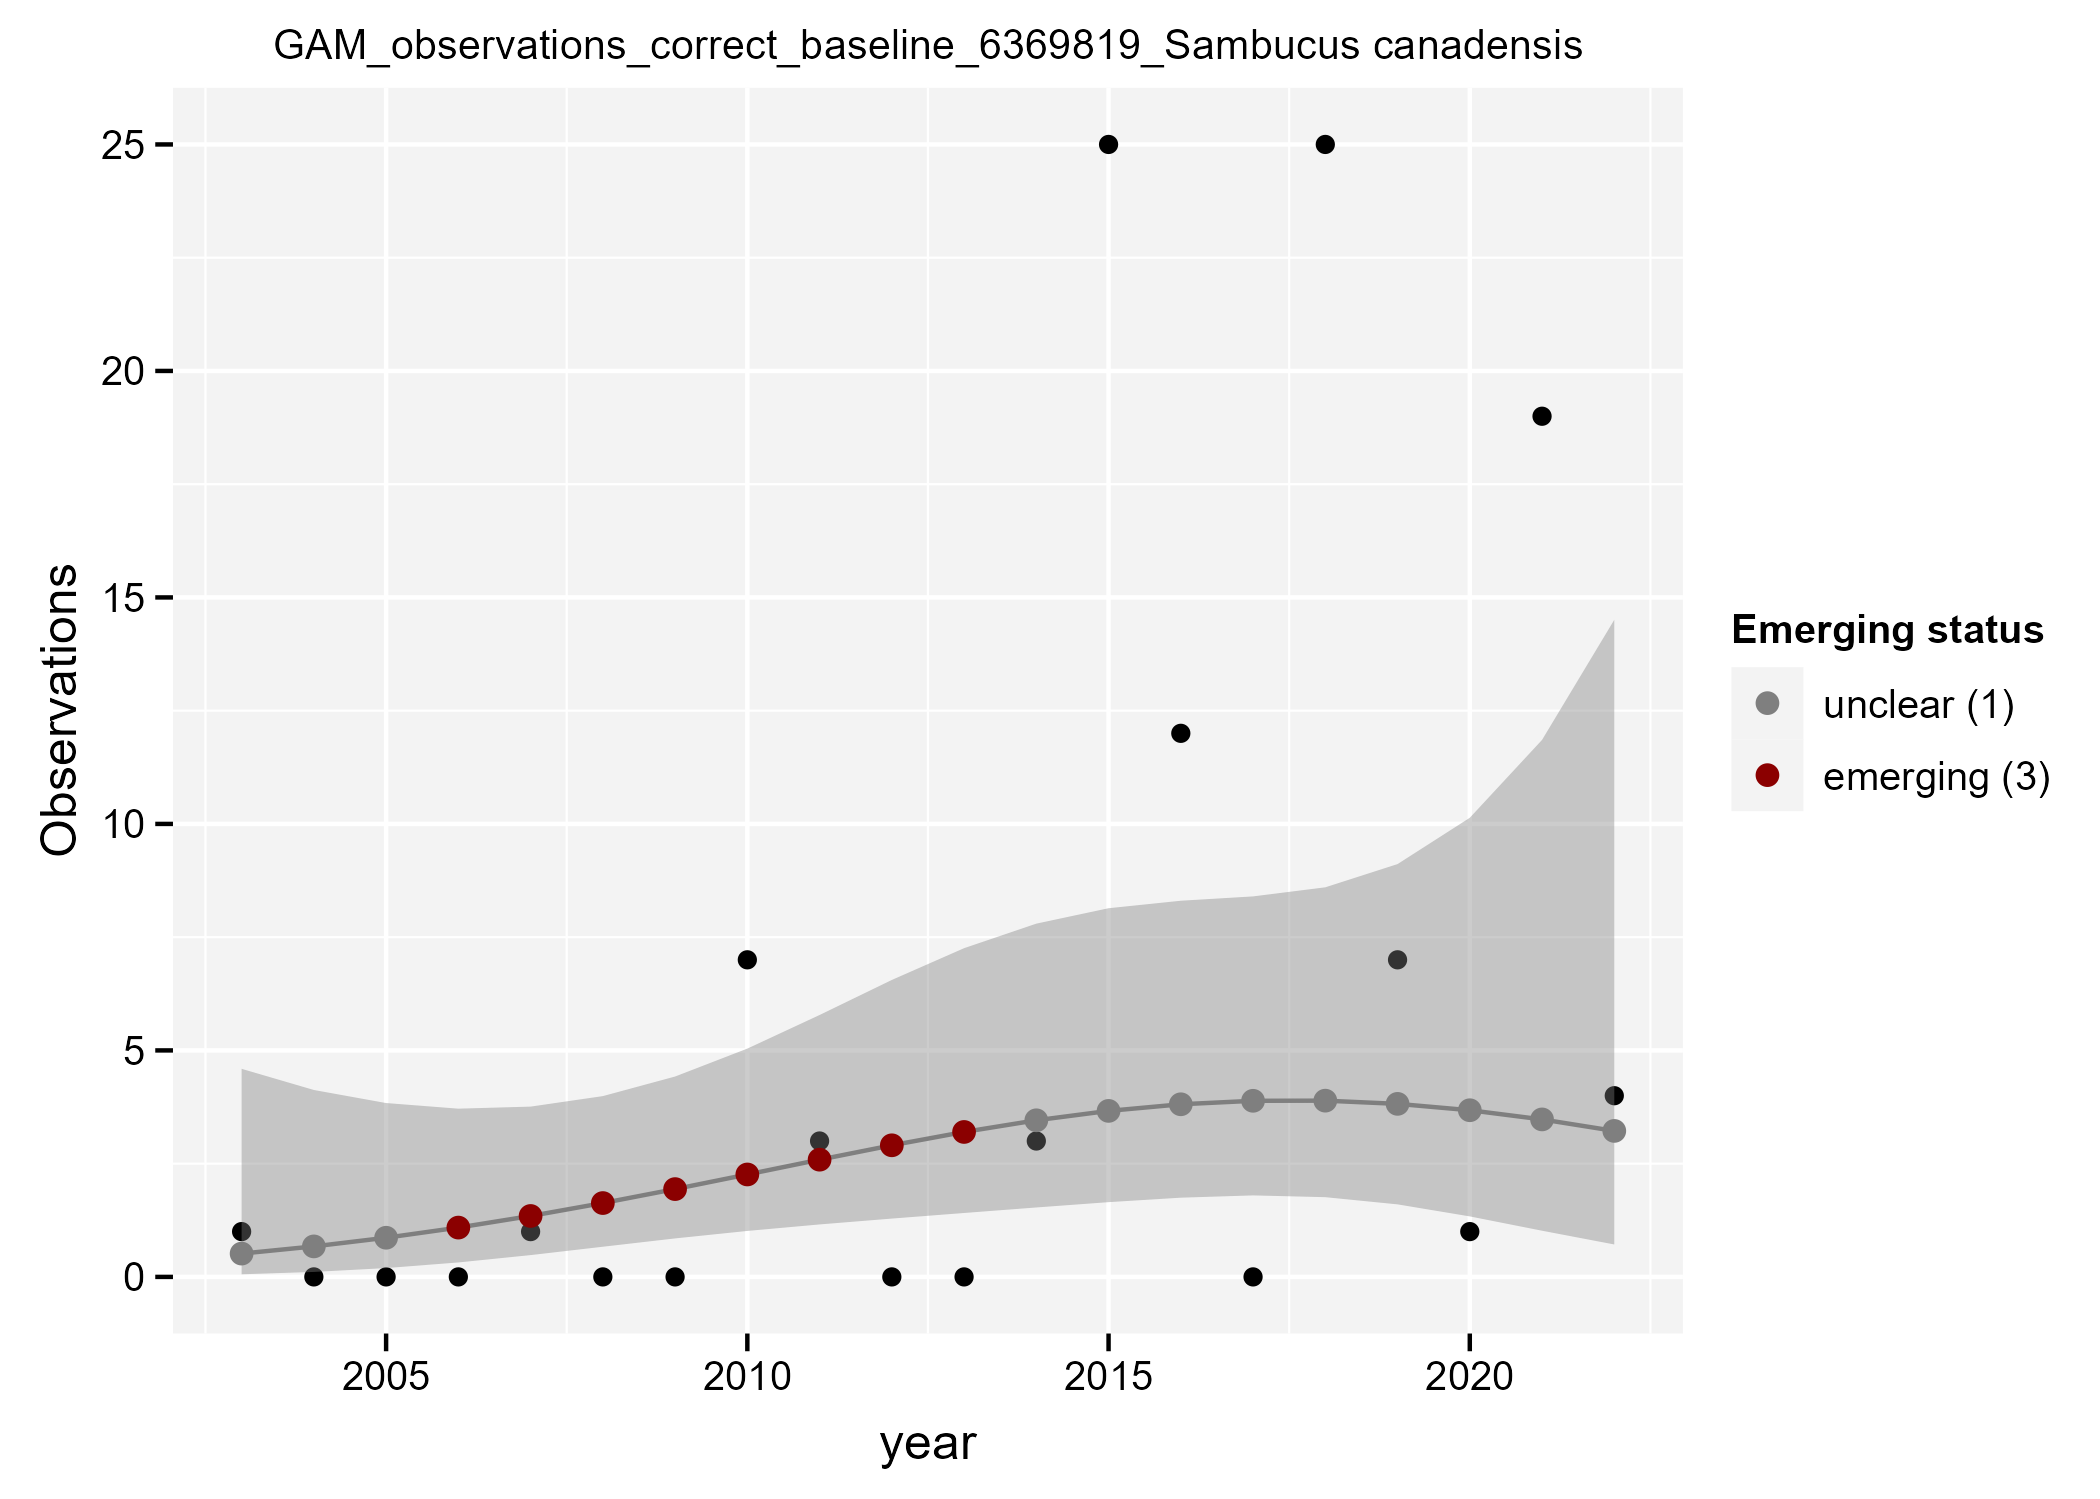 GAM_observations_correct_baseline_6369819_Sambucus canadensis
25
20
15
10
5
0
Observations
2005 2010 2015 2020
year
Emerging status
unclear (1)
emerging (3)